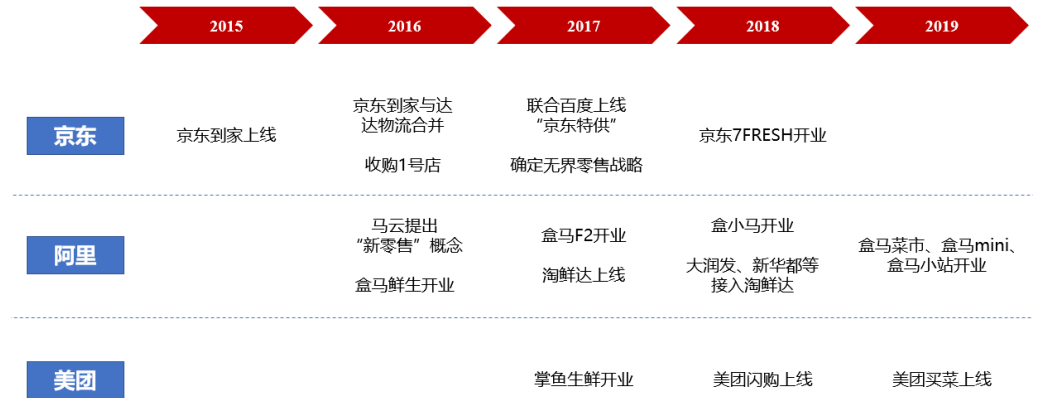 2015
2016
2017
2018
2019
京东
京东到家上线
京东到家与达
达物流合并
收购1号店
联合百度上线
“京东特供”
确定无界零售战略
京东7FRESH开业
阿里
马云提出
“新零售”概念
盒马鲜生开业
盒马F2开业
淘鲜达上线
盒小马开业
大润发、新华都等
接入淘鲜达
盒马菜市、盒马mini、
盒马小站开业
美团
掌鱼生鲜开业
美团闪购上线
美团买菜上线